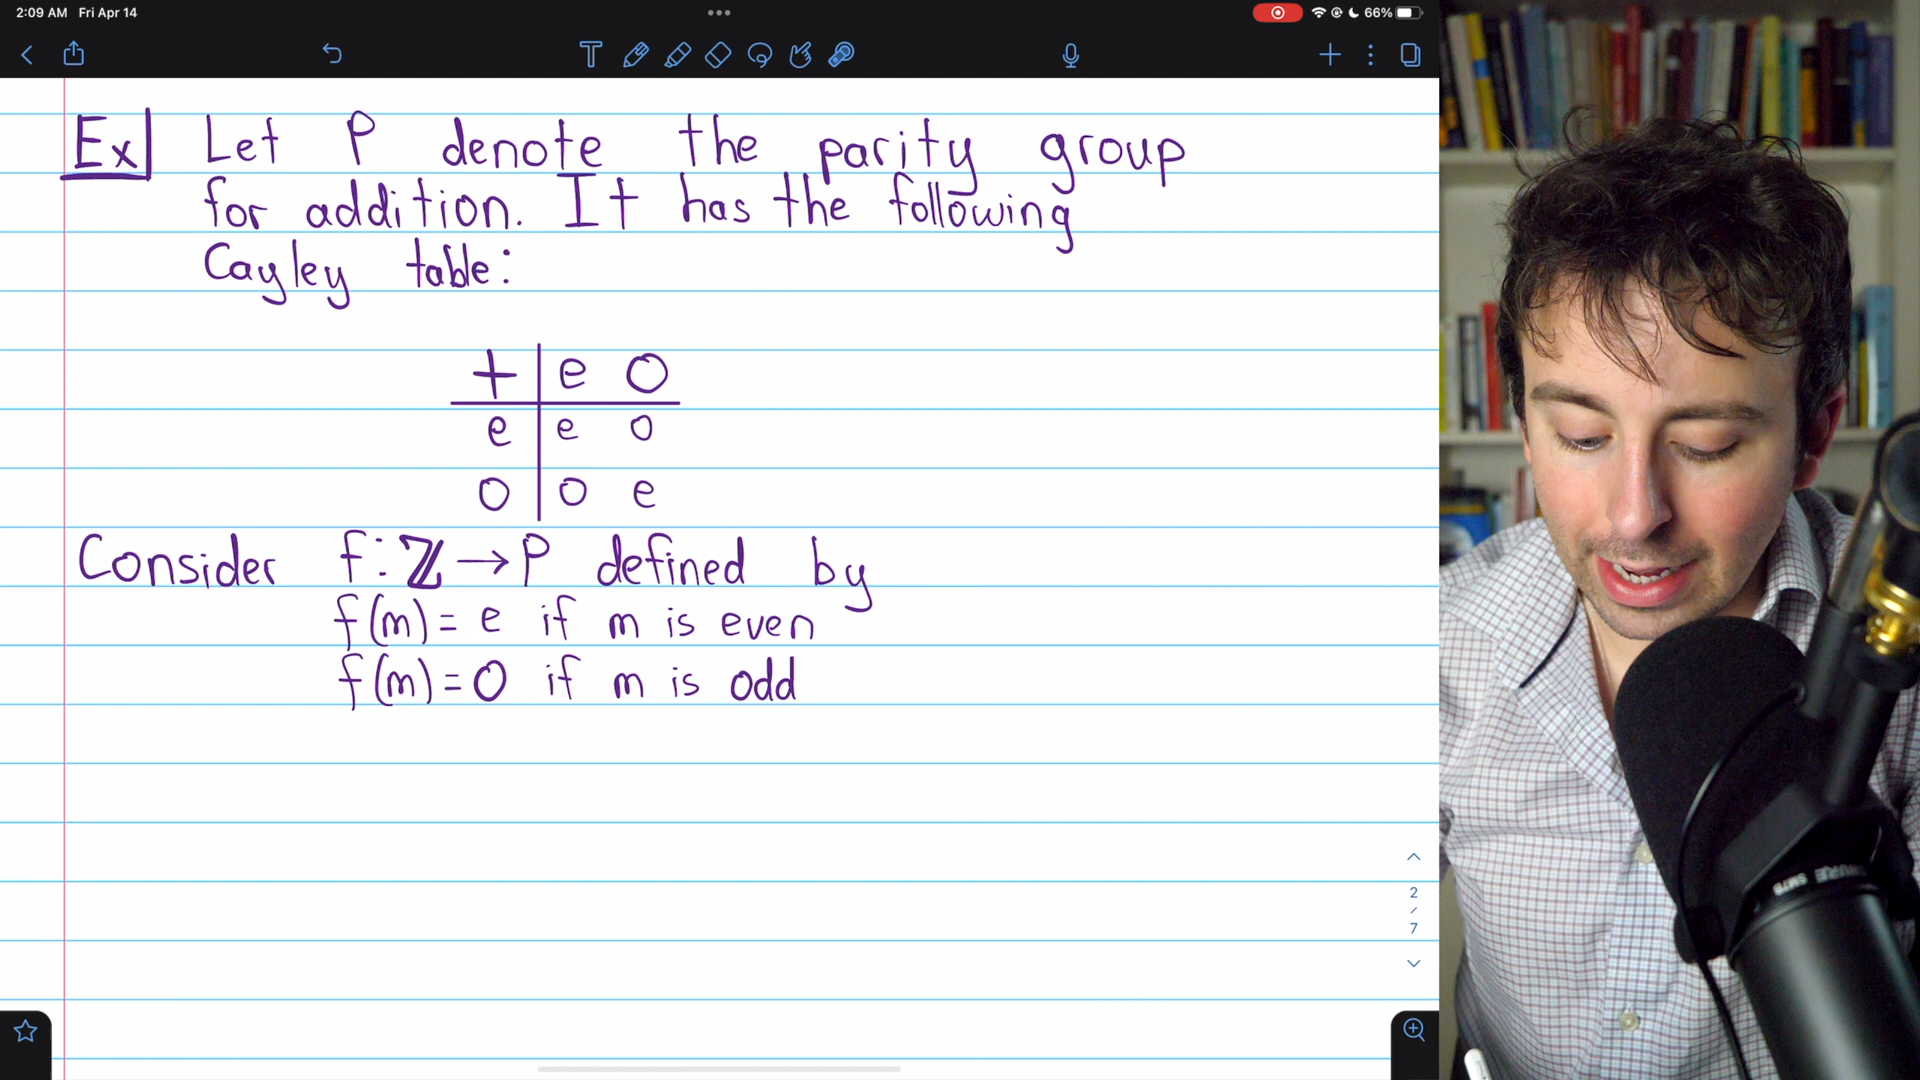 2:09 AM Fri Apr 14
66%
Ex Let P denote the parity group
for addition. It has the following
Cayley table:
+ e O
e e o
O o e
Consider f: ℤ → P defined by
f(m) = e if m is even
f(m) = O if m is odd
2
/
7